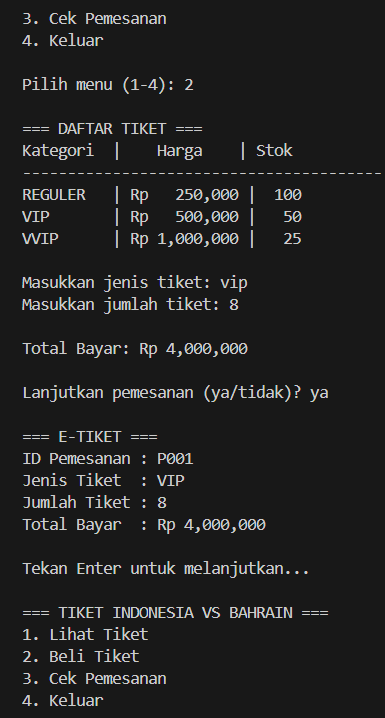 3. Cek Pemesanan
4. Keluar
Pilih menu (1-4): 2
=== DAFTAR TIKET ===
Kategori  |    Harga    | Stok
----------------------------------------
REGULER   | Rp   250,000 |  100
VIP       | Rp   500,000 |   50
VVIP      | Rp 1,000,000 |   25
Masukkan jenis tiket: vip
Masukkan jumlah tiket: 8
Total Bayar: Rp 4,000,000
Lanjutkan pemesanan (ya/tidak)? ya
=== E-TIKET ===
ID Pemesanan : P001
Jenis Tiket  : VIP
Jumlah Tiket : 8
Total Bayar  : Rp 4,000,000
Tekan Enter untuk melanjutkan...
=== TIKET INDONESIA VS BAHRAIN ===
1. Lihat Tiket
2. Beli Tiket
3. Cek Pemesanan
4. Keluar